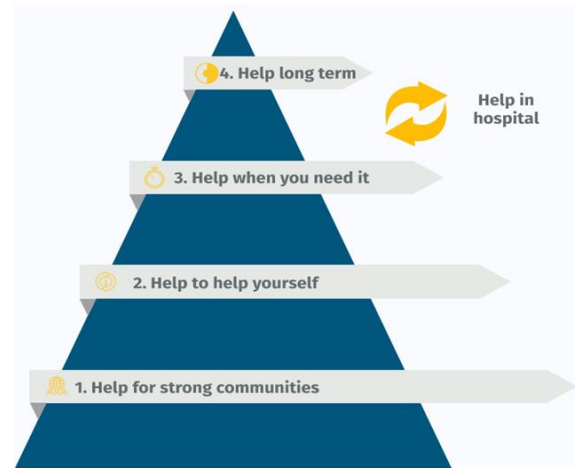 4. Help long term
Help in
hospital
3. Help when you need it
2. Help to help yourself
1. Help for strong communities